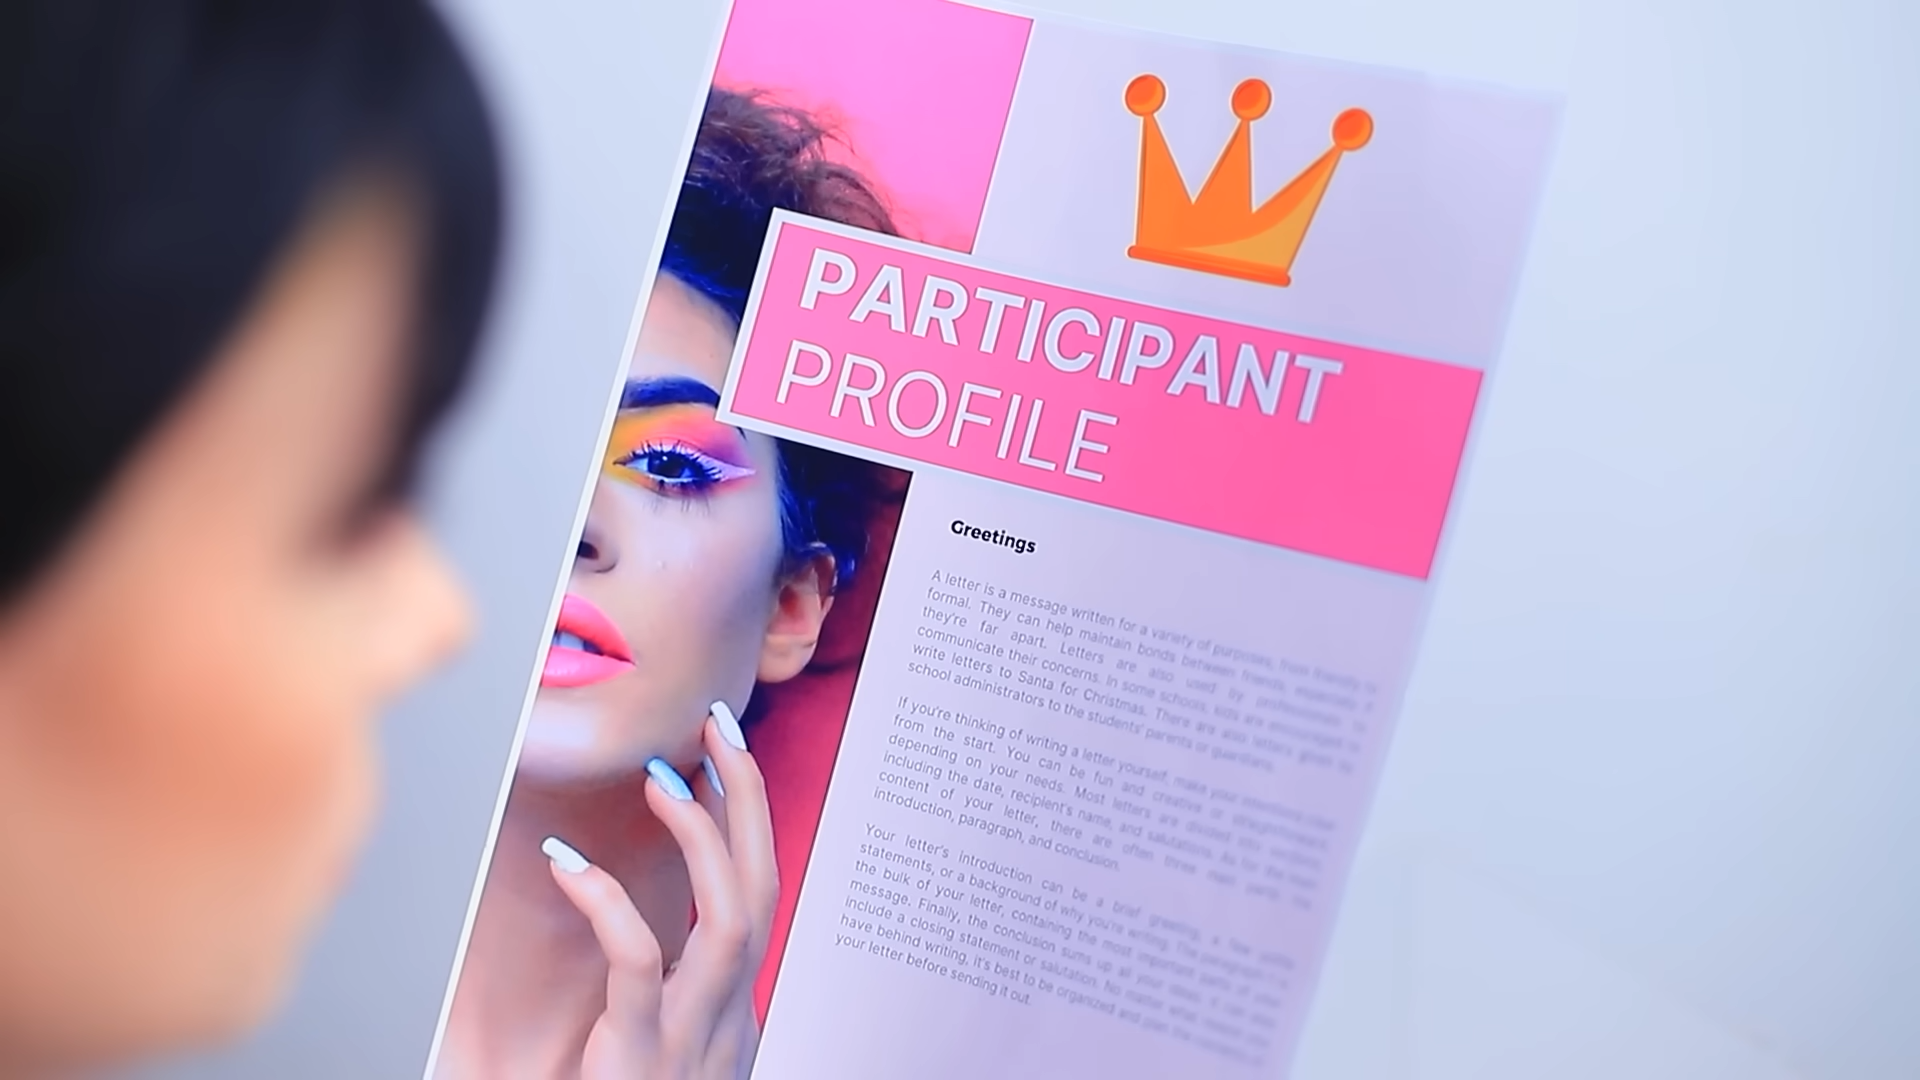 PARTICIPANT
PROFILE
Greetings
A letter is a message written for a variety of purposes, from friendly to
formal. They can help maintain bonds between friends, especially if
they're far apart. Letters are also used by professionals to
communicate their concerns. In some schools, kids are encouraged to
write letters to Santa for Christmas. There are also letters given by
school administrators to the students' parents or guardians.
If you're thinking of writing a letter yourself, make your intentions clear
from the start. You can be fun and creative or straightforward,
depending on your needs. Most letters are divided into
including the date, recipient's name, and salutations. As for the main
content of your letter, there are often three main parts: the
introduction, paragraph, and conclusion.
Your letter's introduction can be a brief greeting, a few polite
statements, or a background of why you're writing. The paragraph is
the bulk of your letter, containing the most important parts of your
message. Finally, the conclusion sums up all your ideas. It can also
include a closing statement or salutation. No matter what reason you
have behind writing, it's best to be organized and plan the contents of
your letter before sending it out.